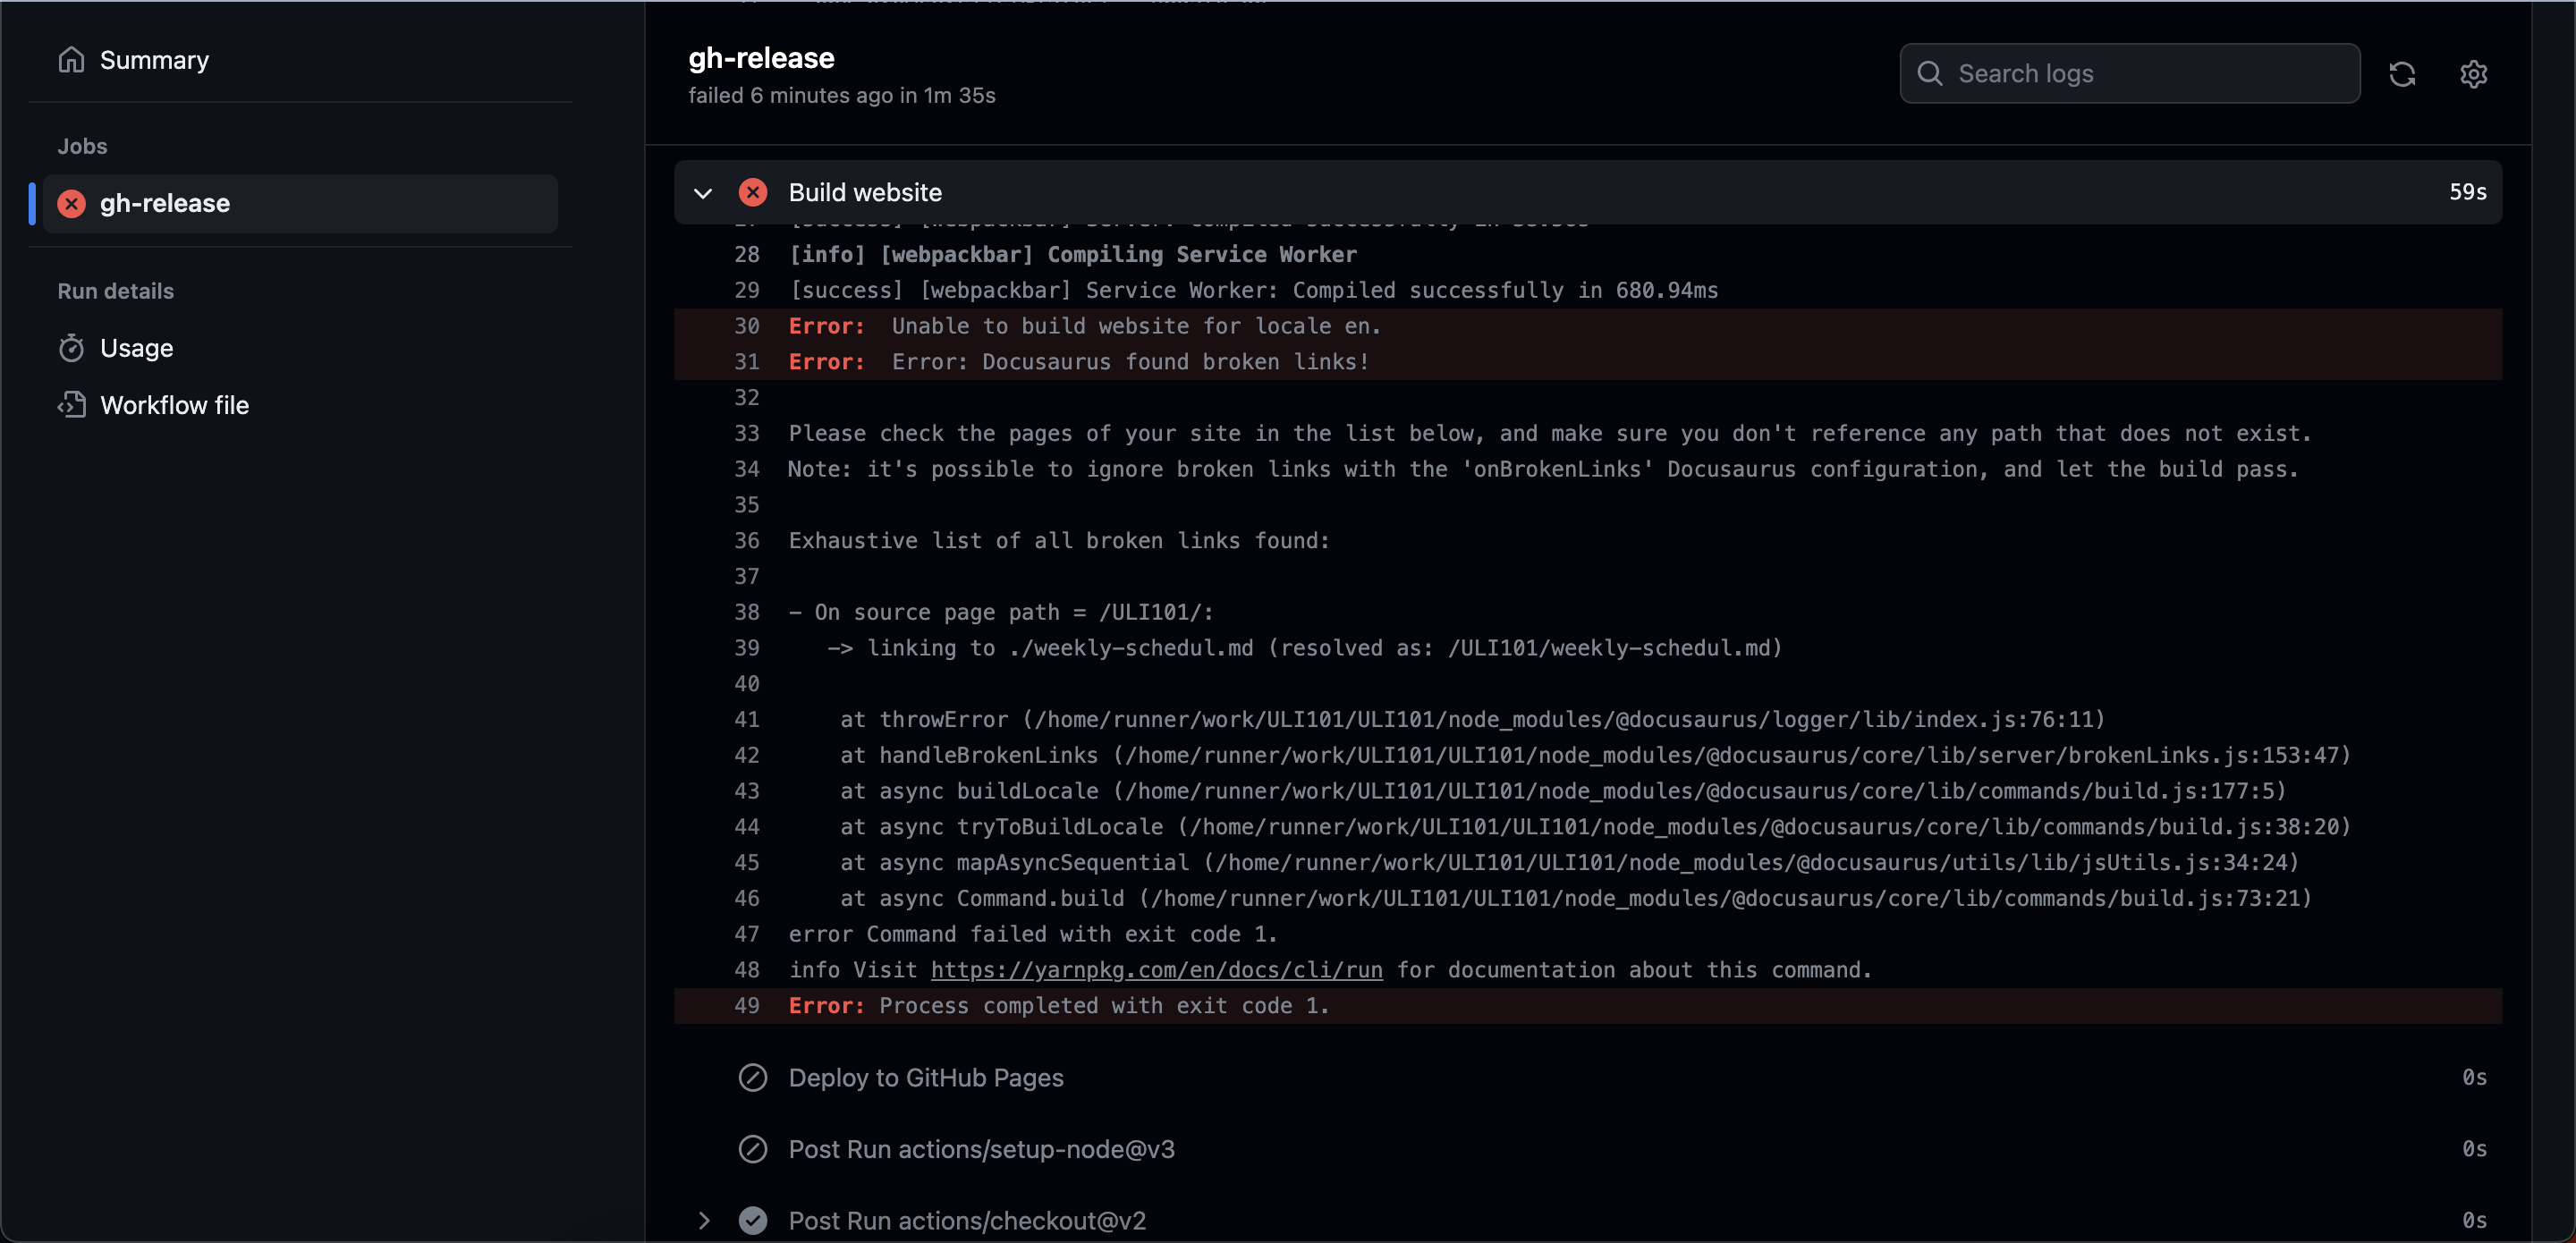 Summary
Jobs
gh-release
Run details
Usage
Workflow file
gh-release
failed 6 minutes ago in 1m 35s
Search logs
Build website 59s
28 [info] [webpackbar] Compiling Service Worker
29 [success] [webpackbar] Service Worker: Compiled successfully in 680.94ms
30 Error:  Unable to build website for locale en.
31 Error:  Error: Docusaurus found broken links!
32
33 Please check the pages of your site in the list below, and make sure you don't reference any path that does not exist.
34 Note: it's possible to ignore broken links with the 'onBrokenLinks' Docusaurus configuration, and let the build pass.
35
36 Exhaustive list of all broken links found:
37
38 - On source page path = /ULI101/:
39    -> linking to ./weekly-schedul.md (resolved as: /ULI101/weekly-schedul.md)
40
41     at throwError (/home/runner/work/ULI101/ULI101/node_modules/@docusaurus/logger/lib/index.js:76:11)
42     at handleBrokenLinks (/home/runner/work/ULI101/ULI101/node_modules/@docusaurus/core/lib/server/brokenLinks.js:153:47)
43     at async buildLocale (/home/runner/work/ULI101/ULI101/node_modules/@docusaurus/core/lib/commands/build.js:177:5)
44     at async tryToBuildLocale (/home/runner/work/ULI101/ULI101/node_modules/@docusaurus/core/lib/commands/build.js:38:20)
45     at async mapAsyncSequential (/home/runner/work/ULI101/ULI101/node_modules/@docusaurus/utils/lib/jsUtils.js:34:24)
46     at async Command.build (/home/runner/work/ULI101/ULI101/node_modules/@docusaurus/core/lib/commands/build.js:73:21)
47 error Command failed with exit code 1.
48 info Visit https://yarnpkg.com/en/docs/cli/run for documentation about this command.
49 Error: Process completed with exit code 1.
Deploy to GitHub Pages 0s
Post Run actions/setup-node@v3 0s
Post Run actions/checkout@v2 0s